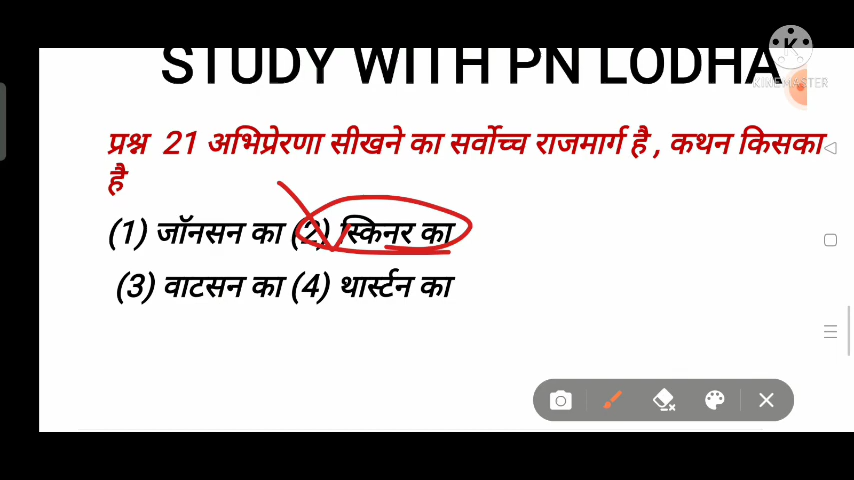 STUDY WITH PN LODHA
KINEMASTER
प्रश्न 21 अभिप्रेरणा सीखने का सर्वोच्च राजमार्ग है , कथन किसका
है
(1) जॉनसन का (2) स्किनर का
(3) वाटसन का (4) थार्स्टन का